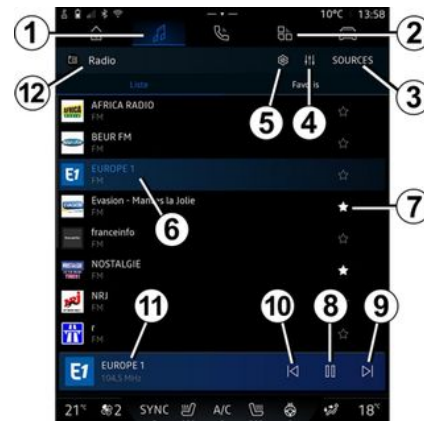 10°C 13:58
1
2
Radio
SOURCES
12
5
4
3
Liste
Favoris
AFRICA RADIO
FM
BEUR FM
FM
E1
EUROPE 1
FM
6
Evasion - Mantes la Jolie
FM
7
franceinfo
FM
NOSTALGIE
FM
NRJ
FM
11
10
8
9
r
FM
E1
EUROPE 1
104.5 MHz
21° 2 SYNC A/C 18°